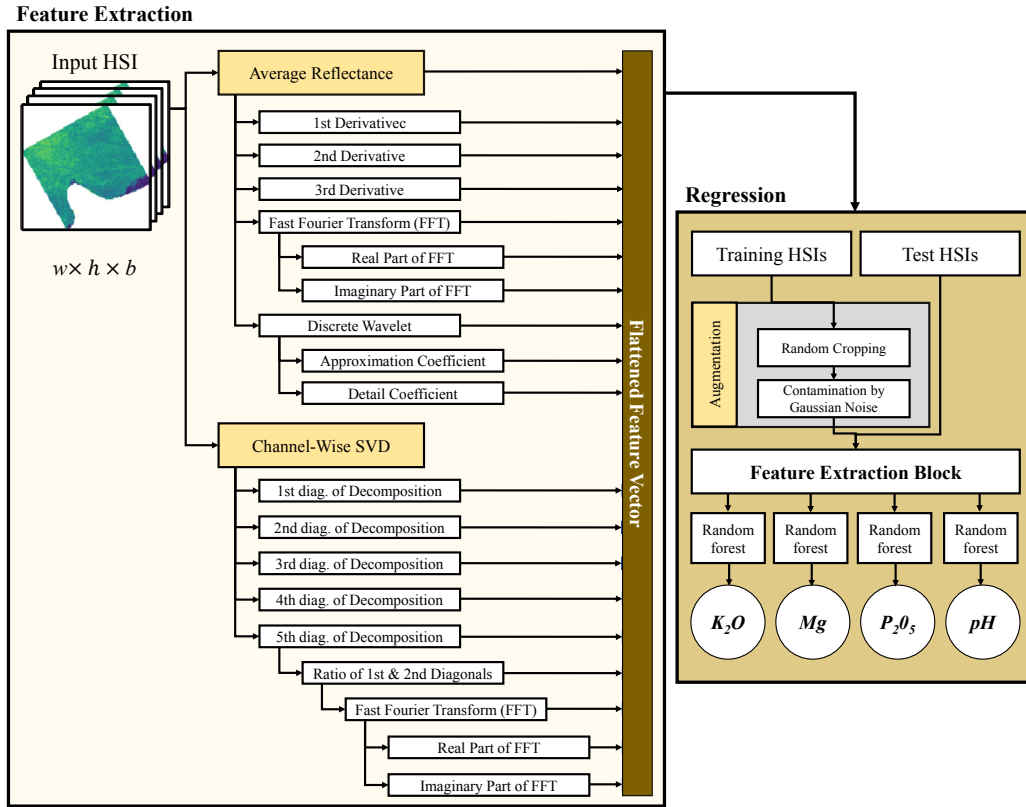 Feature Extraction
Input HSI
w× h × b
Average Reflectance
1st Derivativec
2nd Derivative
3rd Derivative
Fast Fourier Transform (FFT)
Real Part of FFT
Imaginary Part of FFT
Discrete Wavelet
Approximation Coefficient
Detail Coefficient
Channel-Wise SVD
1st diag. of Decomposition
2nd diag. of Decomposition
3rd diag. of Decomposition
4th diag. of Decomposition
5th diag. of Decomposition
Ratio of 1st & 2nd Diagonals
Fast Fourier Transform (FFT)
Real Part of FFT
Imaginary Part of FFT
Flattened Feature Vector
Regression
Training HSIs
Test HSIs
Augmentation
Random Cropping
Contamination by
Gaussian Noise
Feature Extraction Block
Random
forest
Random
forest
Random
forest
Random
forest
K₂O
Mg
P₂0₅
pH